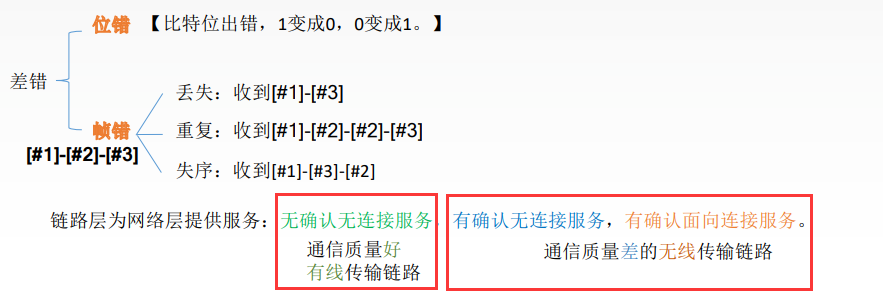 位错 【比特位出错，1变成0，0变成1。】
差错
丢失：收到[#1]-[#3]
帧错
重复：收到[#1]-[#2]-[#2]-[#3]
[#1]-[#2]-[#3]
失序：收到[#1]-[#3]-[#2]
链路层为网络层提供服务：无确认无连接服务，有确认无连接服务，有确认面向连接服务。
通信质量好
有线传输链路
通信质量差的无线传输链路